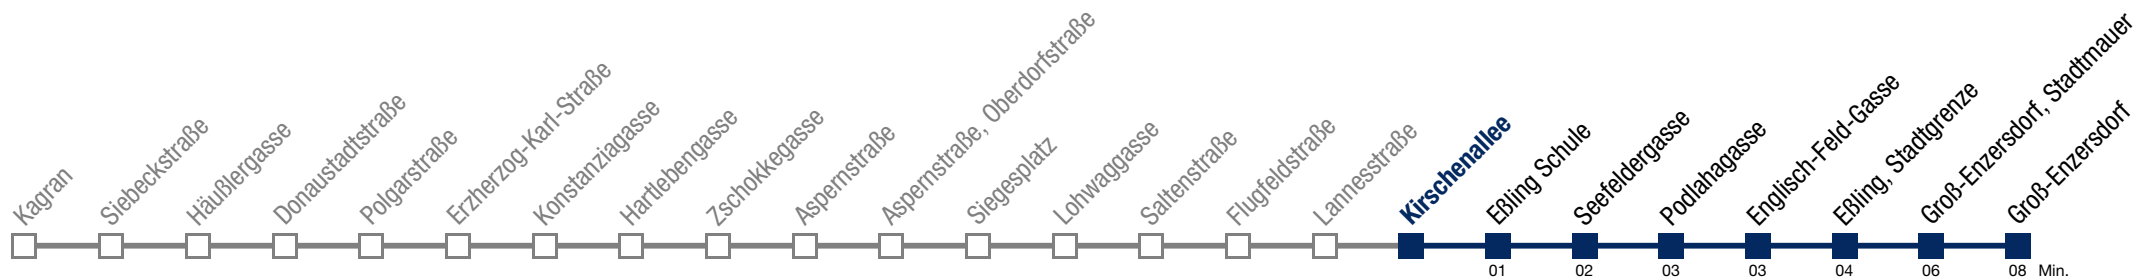 Kagran
Siebeckstraße
Häußlergasse
Donaustadtstraße
Polgarstraße
Erzherzog-Karl-Straße
Konstanziagasse
Hartlebengasse
Zschokkegasse
Aspernstraße
Aspernstraße, Oberdorfstraße
Siegesplatz
Lohwaggasse
Saltenstraße
Flugfeldstraße
Lannesstraße
Kirschenallee
Eßling Schule
Seefeldergasse
Podlahagasse
Englisch-Feld-Gasse
Eßling, Stadtgrenze
Groß-Enzersdorf, Stadtmauer
Groß-Enzersdorf
01 02 03 03 04 06 08 Min.